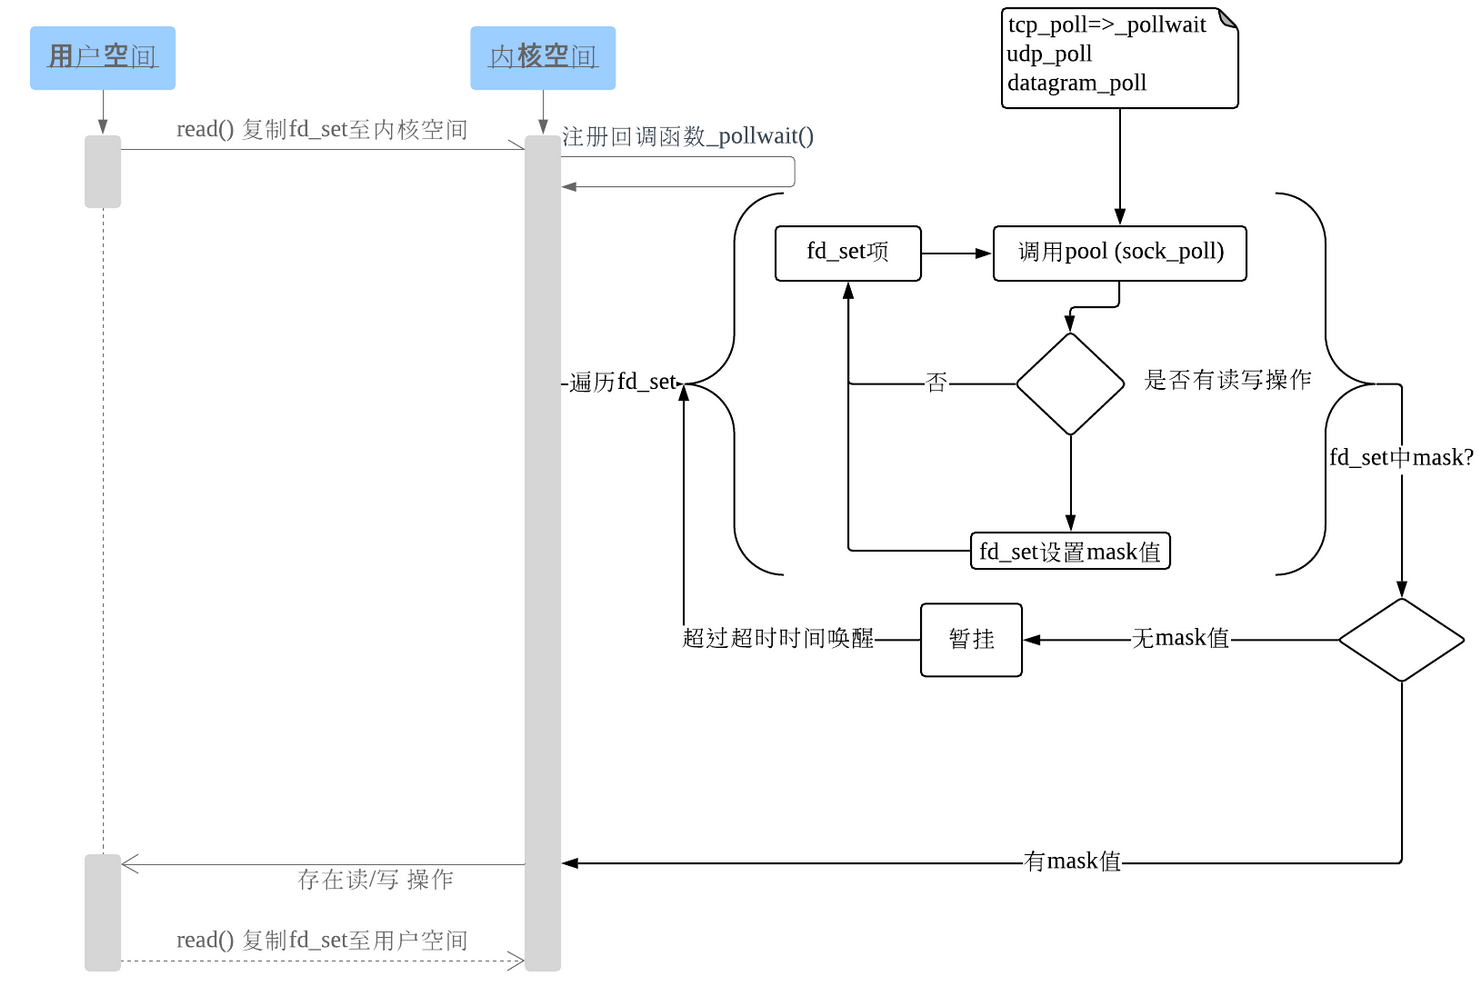 用户空间
内核空间
tcp_poll=>_pollwait
udp_poll
datagram_poll
read() 复制fd_set至内核空间
注册回调函数_pollwait()
fd_set项
调用pool (sock_poll)
遍历fd_set
否
是否有读写操作
fd_set中mask?
fd_set设置mask值
超过超时时间唤醒
暂挂
无mask值
有mask值
存在读/写 操作
read() 复制fd_set至用户空间